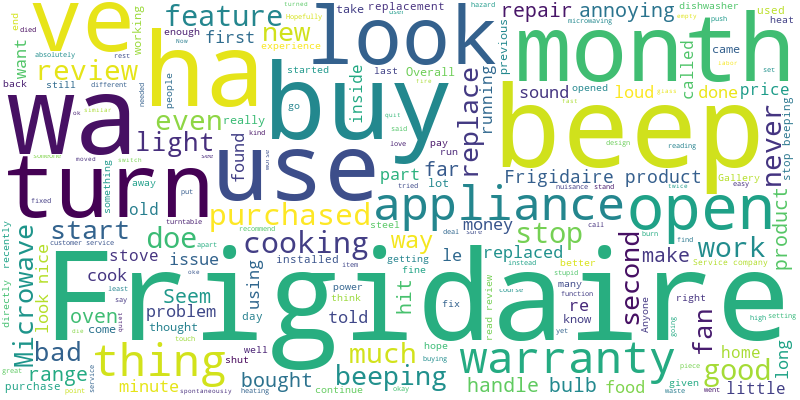 ve
ha
look
month
wa
buy
beep
turn
use
appliance
open
Frigidaire
thing
warranty
feature
new
repair
annoying
dishwasher
review
first
replacement
take
enough
experience
working
end
died
absolutely
rest
want
back
still
different
previous
used
heat
called
came
sound
opened
loud
done
price
stop beeping
never
even
really
started
last
Overall
inside
replace
running
people
light
found
kind
go
quit
said
love
pay
run
part
far
lot
tried
Frigidaire product
design
reading
Gallery
twice
easy
nuisance
stand
moved
switch
fixed
old
away
something
put
purchased
turntable
steel
money
way
stop
second
make
work
product
start
doe
cooking
installed
item
getting
fine
le
replaced
deal
sure
call
burn
find
Service company
customer service
recommend
apart
stove
issue
using
power
think
fix
hit
re
know
instead
stupid
many
function
better
right
Anyone
recently
directly
Microwave
look nice
cook
oven
Seem
problem
day
told
read review
course
yet
fan
setting
high
going
least
say
quiet
come
thought
touch
hope
buying
bad
range
shut
well
much
beeping
handle
bulb
food
home
given
waste
went
good
little
long
piece
great
purchase
point
service
minute
bought
heating
continue
okay
spontaneously
Hopefully
turned
user
fire
microwaving
push
hazard
Now
needed